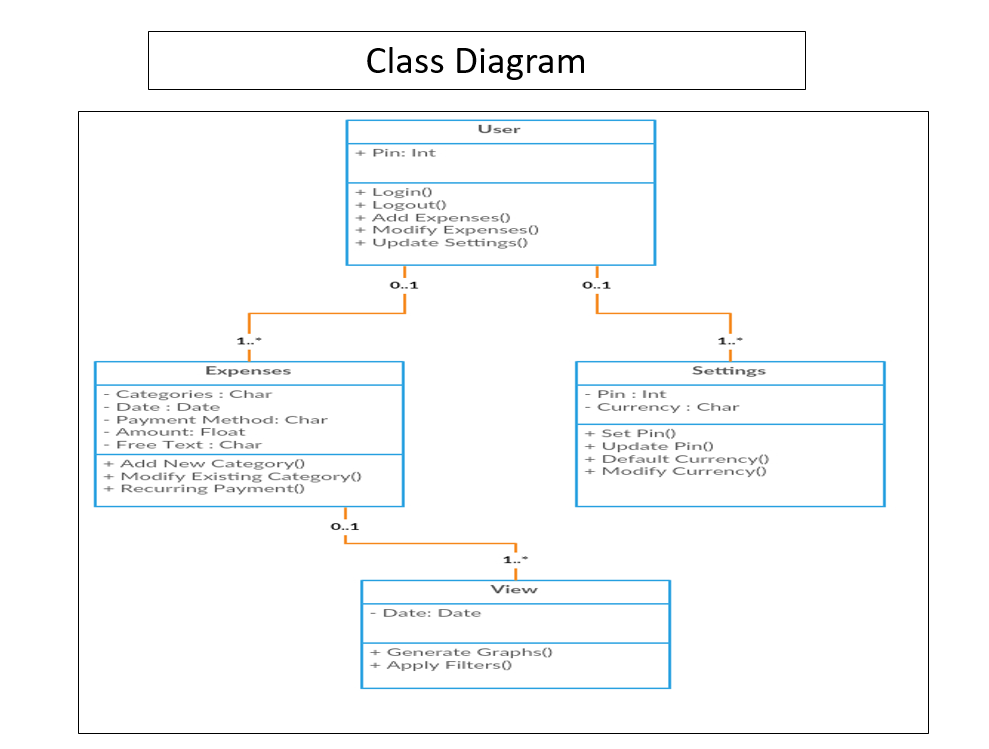 Class Diagram
User
+ Pin: Int
+ Login()
+ Logout()
+ Add Expenses()
+ Modify Expenses()
+ Update Settings()
0..1
0..1
1..*
1..*
Expenses
- Categories : Char
- Date : Date
- Payment Method: Char
- Amount: Float
- Free Text : Char
+ Add New Category()
+ Modify Existing Category()
+ Recurring Payment()
Settings
- Pin : Int
- Currency : Char
+ Set Pin()
+ Update Pin()
+ Default Currency()
+ Modify Currency()
0..1
1..*
View
- Date: Date
+ Generate Graphs()
+ Apply Filters()